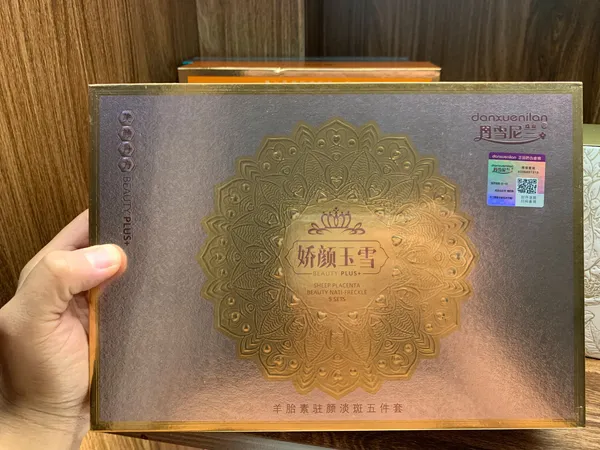 danxuenilan
丹雪尼兰
娇颜玉雪
BEAUTY PLUS+
SHEEP PLACENTA
BEAUTY AND FRECKLE
5 SETS
BEAUTY PLUS+
羊胎素驻颜淡斑五件套